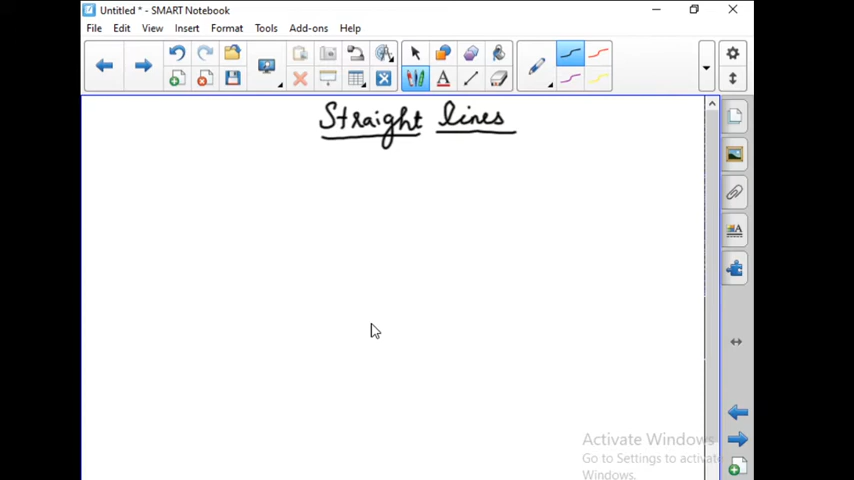 Untitled * - SMART Notebook
File Edit View Insert Format Tools Add-ons Help
Straight lines
Activate Windows
Go to Settings to activate
Windows.